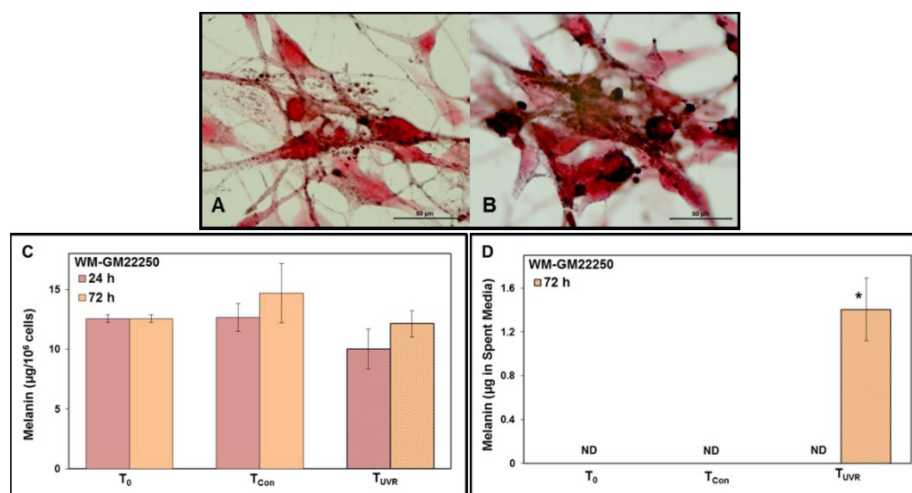 A
50 µm
B
50 µm
C
WM-GM22250
24 h
72 h
Melanin (µg/10⁶ cells)
15
10
5
0
T₀
TCon
TUVR
D
WM-GM22250
72 h
Melanin (µg in Spent Media)
1.6
1.2
0.8
0.4
0
*
ND
ND
ND
T₀
TCon
TUVR